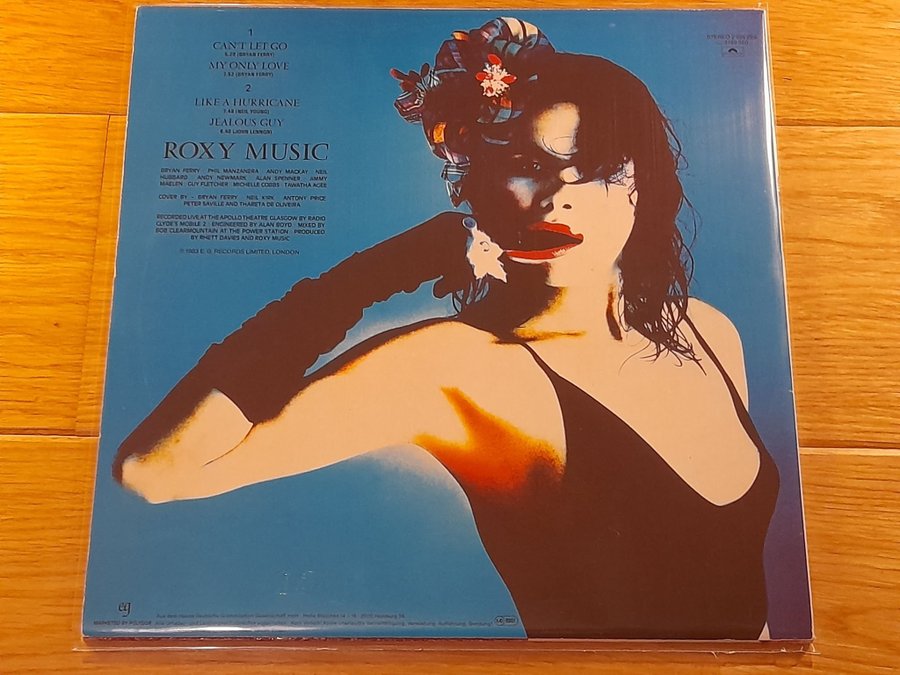 1
CAN'T LET GO
5.28 (BRYAN FERRY)
MY ONLY LOVE
7.52 (BRYAN FERRY)
2
LIKE A HURRICANE
7.48 (NEIL YOUNG)
JEALOUS GUY
6.40 (JOHN LENNON)
ROXY MUSIC
BRYAN FERRY · PHIL MANZANERA · ANDY MACKAY · NEIL
HUBBARD · ANDY NEWMARK · ALAN SPENNER · JIMMY
MAELEN · GUY FLETCHER · MICHELLE COBBS · TAWATHA AGEE
COVER BY - BRYAN FERRY · NEIL KIRK · ANTONY PRICE
PETER SAVILLE AND THARETA DE OLIVEIRA
RECORDED LIVE AT THE APOLLO THEATRE GLASGOW BY RADIO
CLYDE'S MOBILE 2 · ENGINEERED BY ALAN BOYD · MIXED BY
BOB CLEARMOUNTAIN AT THE POWER STATION · PRODUCED
BY RHETT DAVIES AND ROXY MUSIC
℗ 1983 E. G. RECORDS LIMITED, LONDON
STEREO
eg
MARKETED BY POLYDOR